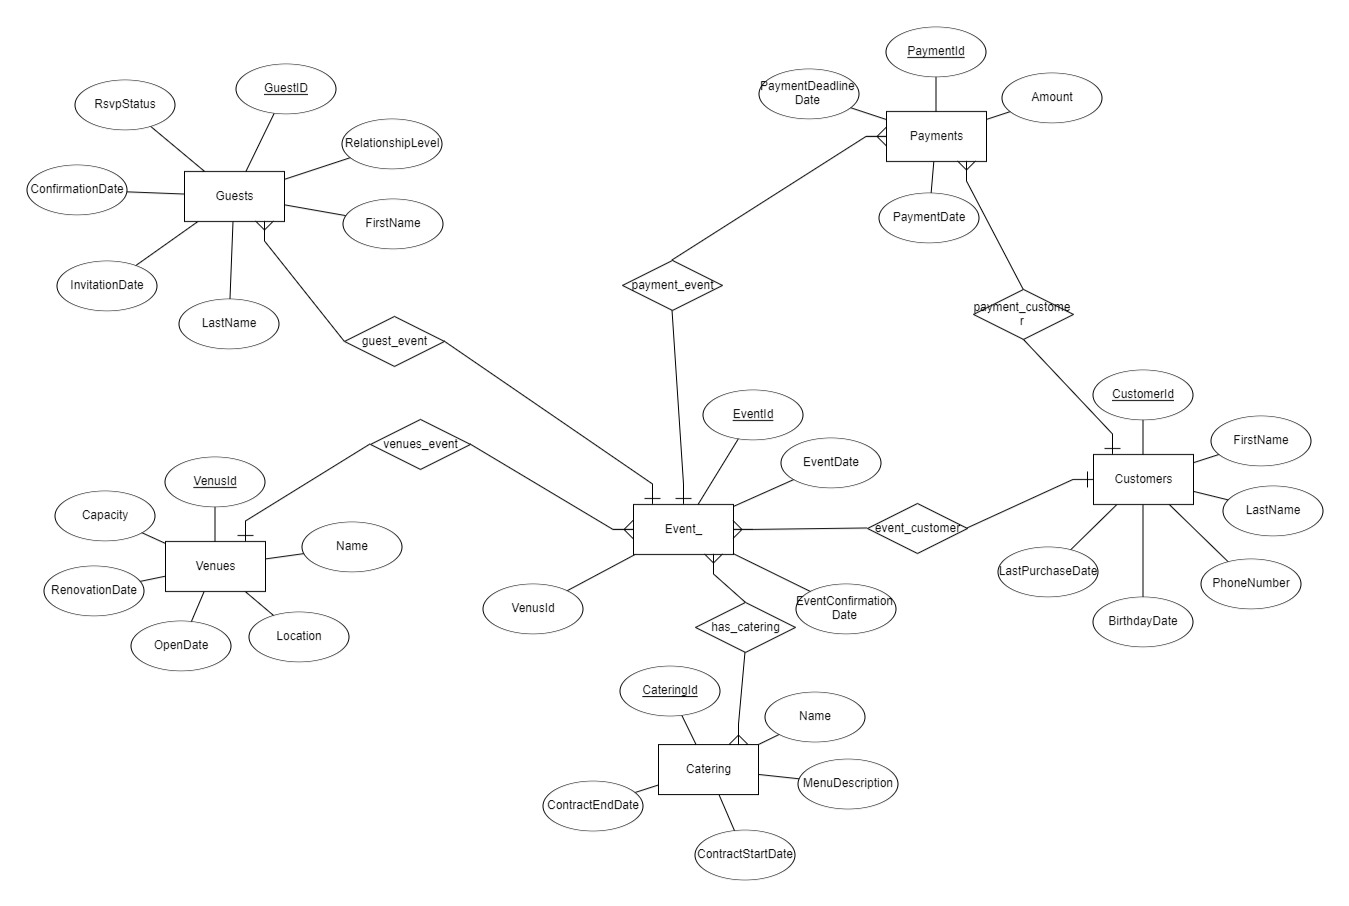 PaymentId
GuestID
PaymentDeadline
Date
Amount
RsvpStatus
RelationshipLevel
Payments
ConfirmationDate
Guests
FirstName
PaymentDate
InvitationDate
LastName
payment_event
payment_custome
r
guest_event
CustomerId
EventId
venues_event
FirstName
EventDate
VenusId
Customers
Capacity
LastName
Event_
event_customer
Name
Venues
LastPurchaseDate
PhoneNumber
RenovationDate
VenusId
EventConfirmation
Date
BirthdayDate
has_catering
Location
OpenDate
CateringId
Name
Catering
MenuDescription
ContractEndDate
ContractStartDate